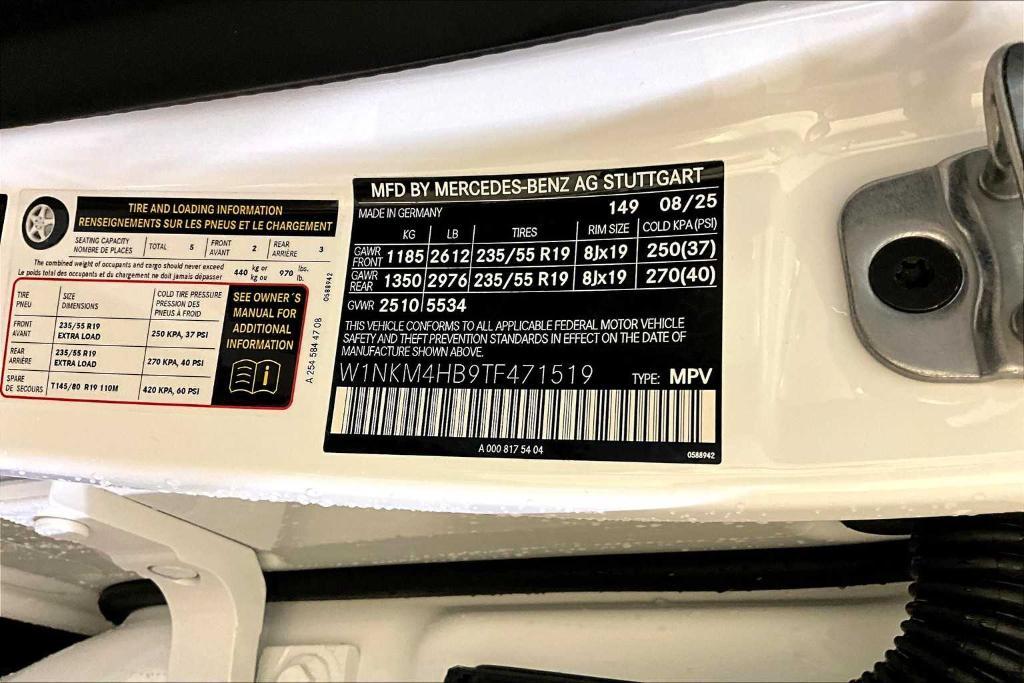 TIRE AND LOADING INFORMATION
RENSEIGNEMENTS SUR LES PNEUS ET LE CHARGEMENT
SEATING CAPACITY
NOMBRE DE PLACES
TOTAL 5
FRONT
AVANT
2
REAR
ARRIÈRE
3
The combined weight of occupants and cargo should never exceed
Le poids total des occupants et du chargement ne doit jamais dépasser
440 kg or
kg ou
970 lbs.
lb.
TIRE
PNEU
SIZE
DIMENSIONS
COLD TIRE PRESSURE
PRESSION DES
PNEUS À FROID
FRONT
AVANT
235/55 R19
EXTRA LOAD
250 KPA, 37 PSI
REAR
ARRIÈRE
235/55 R19
EXTRA LOAD
270 KPA, 40 PSI
SPARE
DE SECOURS
T145/80 R19 110M
420 KPA, 60 PSI
SEE OWNER´S
MANUAL FOR
ADDITIONAL
INFORMATION
i
A 254 584 47 08
0588942
MFD BY MERCEDES-BENZ AG STUTTGART
MADE IN GERMANY 149 08/25
KG LB TIRES RIM SIZE COLD KPA(PSI)
GAWR
FRONT
1185 2612 235/55 R19 8Jx19 250(37)
GAWR
REAR
1350 2976 235/55 R19 8Jx19 270(40)
GVWR 2510 5534
THIS VEHICLE CONFORMS TO ALL APPLICABLE FEDERAL MOTOR VEHICLE
SAFETY AND THEFT PREVENTION STANDARDS IN EFFECT ON THE DATE OF
MANUFACTURE SHOWN ABOVE.
W1NKM4HB9TF471519 TYPE: MPV
A 000 817 54 04
0588942